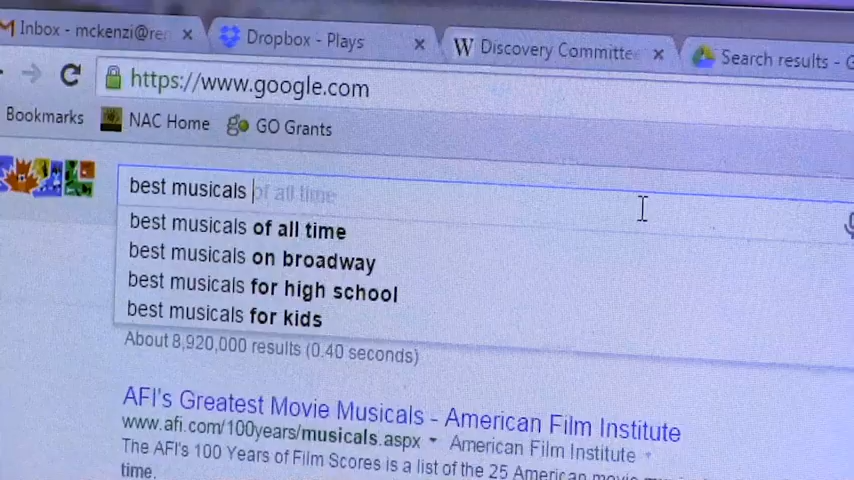 Inbox - mckenzi@re
Dropbox - Plays
W Discovery Committe
Search results - G
https://www.google.com
Bookmarks
NAC Home
go GO Grants
best musicals of all time
best musicals of all time
best musicals on broadway
best musicals for high school
best musicals for kids
About 8,920,000 results (0.40 seconds)
AFI's Greatest Movie Musicals - American Film Institute
www.afi.com/100years/musicals.aspx American Film Institute
The AFI's 100 Years of Film Scores is a list of the 25 American movie
time.